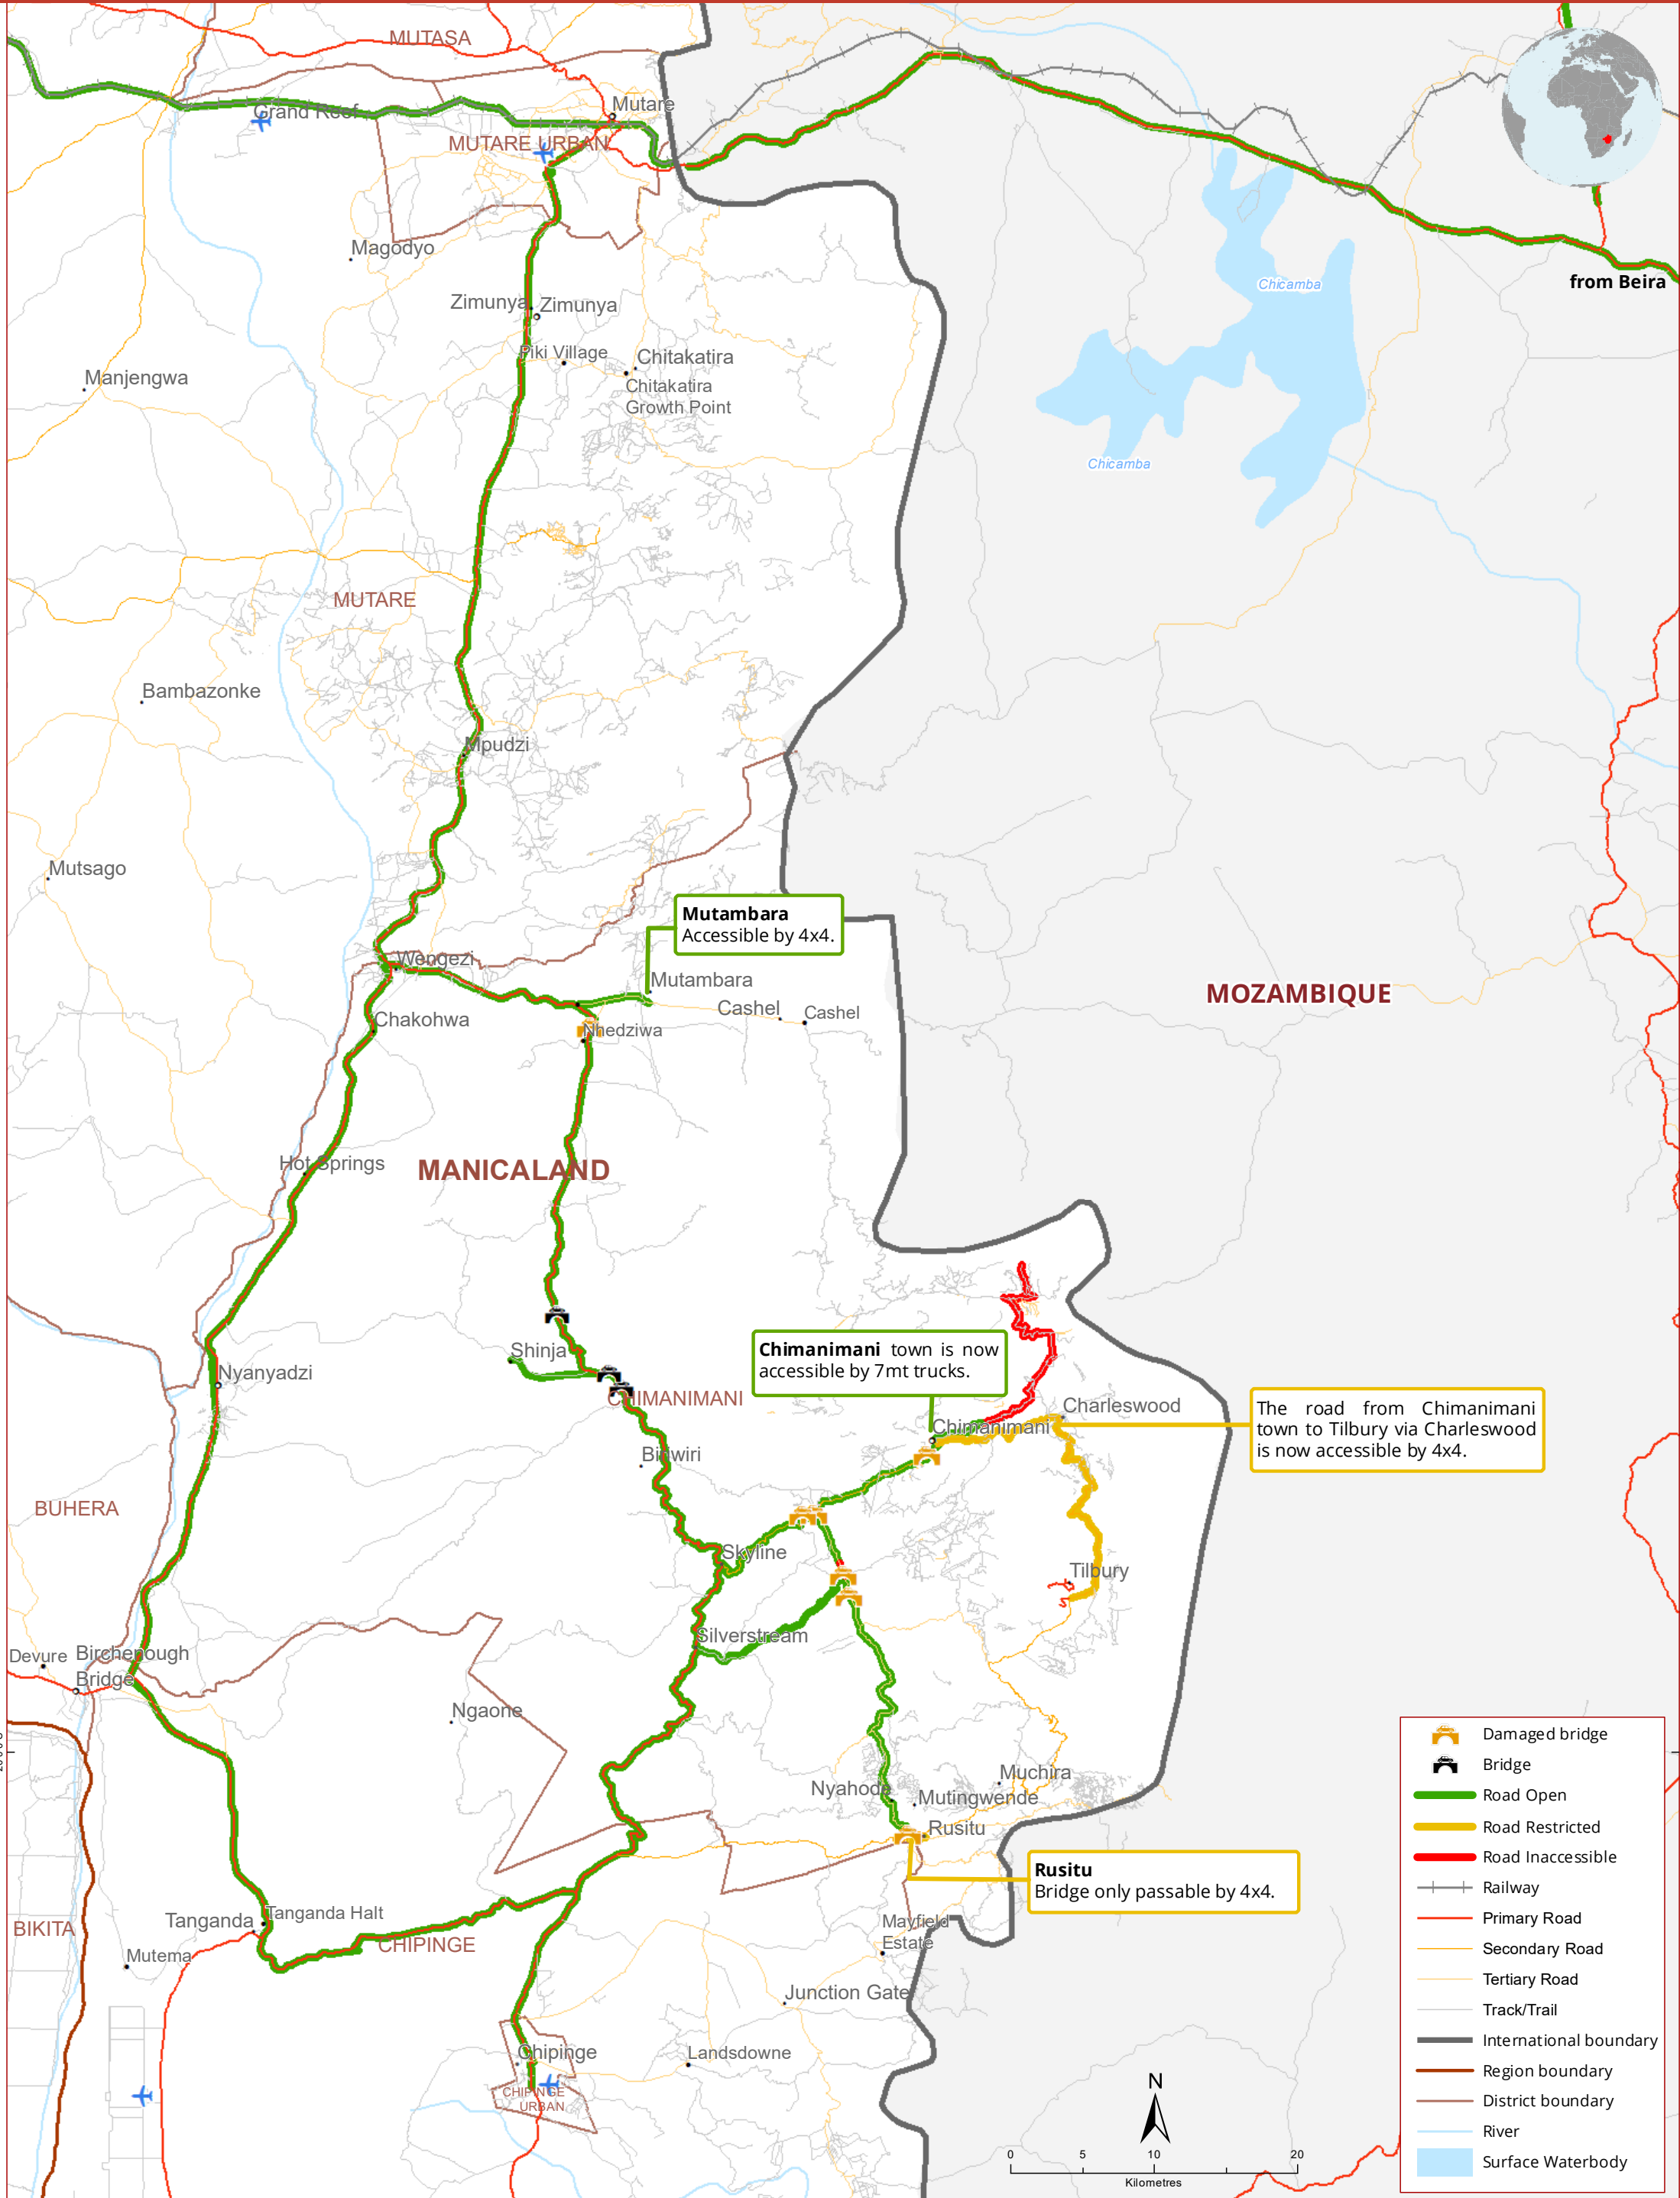 MUTASA
Grand Reef
Mutare
MUTARE URBAN
Magodyo
from Beira
Chicamba
Zimunya
Zimunya
Piki Village
Chitakatira
Chitakatira
Growth Point
Manjengwa
Chicamba
MUTARE
Bambazonke
Mpudzi
Mutsago
Mutambara
Accessible by 4x4.
Wengezi
Mutambara
Cashel
Cashel
MOZAMBIQUE
Chakohwa
Nhedziwa
Hot Springs
MANICALAND
Shinja
Chimanimani town is now
accessible by 7mt trucks.
Nyanyadzi
CHIMANIMANI
Charleswood
Chimanimani
The road from Chimanimani
town to Tilbury via Charleswood
is now accessible by 4x4.
Biriwiri
BUHERA
Skyline
Tilbury
Silverstream
Devure
Birchenough
Bridge
Ngaone
Muchira
Nyahode
Mutingwende
Rusitu
Rusitu
Bridge only passable by 4x4.
Tanganda
Tanganda Halt
BIKITA
CHIPINGE
Mutema
Mayfield
Estate
Junction Gate
Chipinge
Landsdowne
CHIPINGE
URBAN
N
0 5 10 20
Kilometres
Damaged bridge
Bridge
Road Open
Road Restricted
Road Inaccessible
Railway
Primary Road
Secondary Road
Tertiary Road
Track/Trail
International boundary
Region boundary
District boundary
River
Surface Waterbody